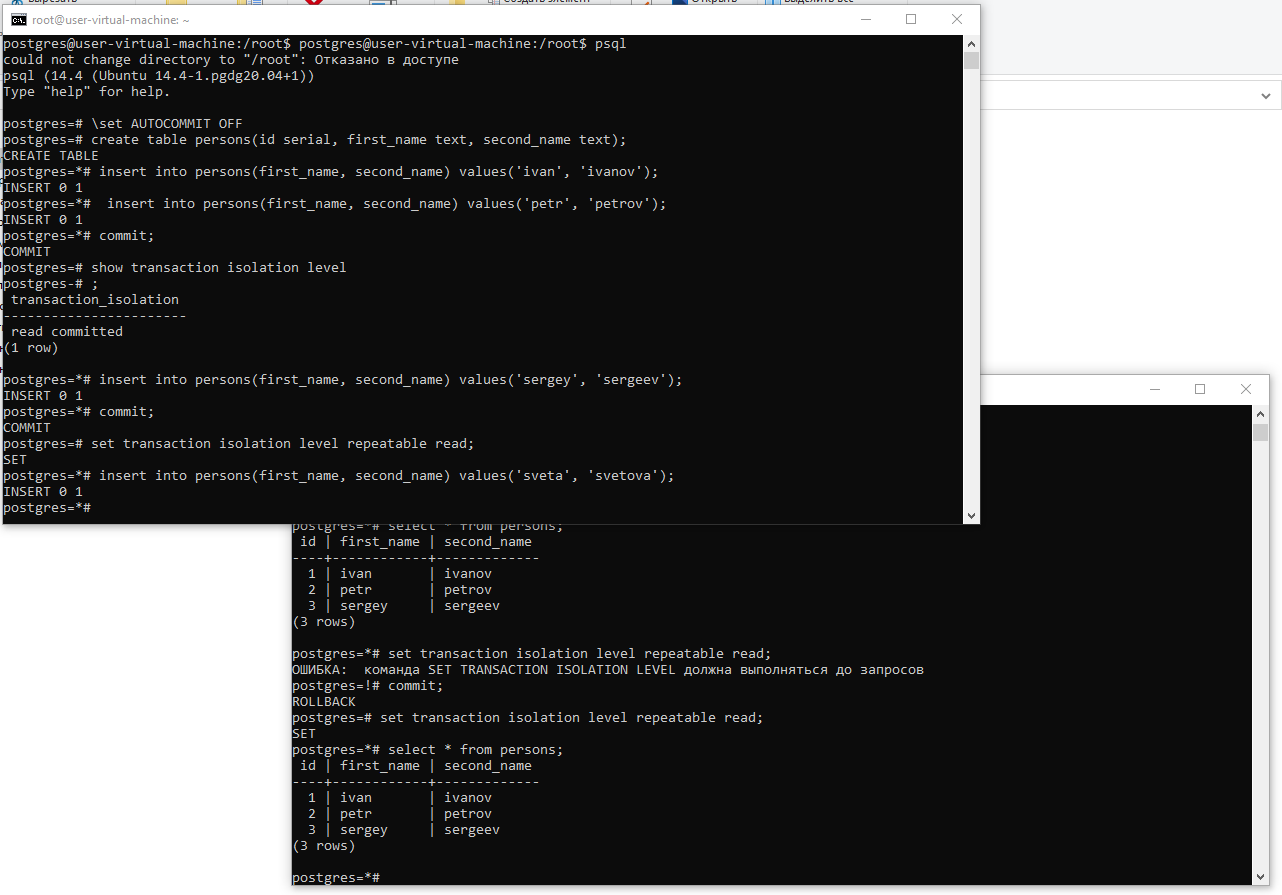 root@user-virtual-machine: ~
postgres@user-virtual-machine:/root$ postgres@user-virtual-machine:/root$ psql
could not change directory to "/root": Отказано в доступе
psql (14.4 (Ubuntu 14.4-1.pgdg20.04+1))
Type "help" for help.
postgres=# \set AUTOCOMMIT OFF
postgres=# create table persons(id serial, first_name text, second_name text);
CREATE TABLE
postgres=*# insert into persons(first_name, second_name) values('ivan', 'ivanov');
INSERT 0 1
postgres=*#  insert into persons(first_name, second_name) values('petr', 'petrov');
INSERT 0 1
postgres=*# commit;
COMMIT
postgres=# show transaction isolation level
postgres-# ;
 transaction_isolation
-----------------------
 read committed
(1 row)
postgres=*# insert into persons(first_name, second_name) values('sergey', 'sergeev');
INSERT 0 1
postgres=*# commit;
COMMIT
postgres=# set transaction isolation level repeatable read;
SET
postgres=*# insert into persons(first_name, second_name) values('sveta', 'svetova');
INSERT 0 1
postgres=*#
postgres=*# select * from persons;
 id | first_name | second_name
----+------------+-------------
  1 | ivan       | ivanov
  2 | petr       | petrov
  3 | sergey     | sergeev
(3 rows)
postgres=*# set transaction isolation level repeatable read;
ОШИБКА:  команда SET TRANSACTION ISOLATION LEVEL должна выполняться до запросов
postgres=!# commit;
ROLLBACK
postgres=# set transaction isolation level repeatable read;
SET
postgres=*# select * from persons;
 id | first_name | second_name
----+------------+-------------
  1 | ivan       | ivanov
  2 | petr       | petrov
  3 | sergey     | sergeev
(3 rows)
postgres=*#